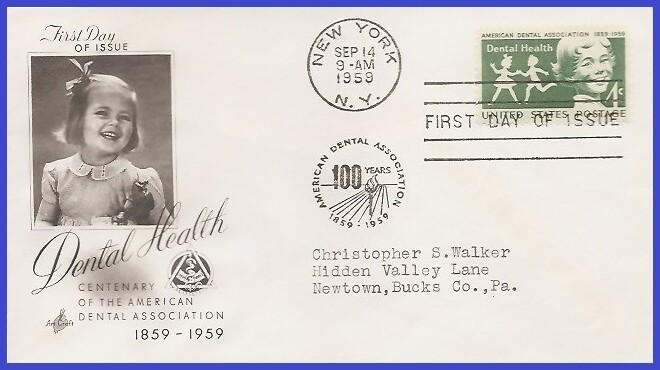 First Day
OF ISSUE
Dental Health
CENTENARY
OF THE AMERICAN
DENTAL ASSOCIATION
1859 - 1959
Art Craft
NEW YORK
SEP 14
9-AM
1959
N.Y.
AMERICAN DENTAL ASSOCIATION
100 YEARS
1859 - 1959
AMERICAN DENTAL ASSOCIATION 1859-1959
Dental Health
4c
UNITED STATES POSTAGE
FIRST DAY OF ISSUE
Christopher S.Walker
Hidden Valley Lane
Newtown,Bucks Co.,Pa.